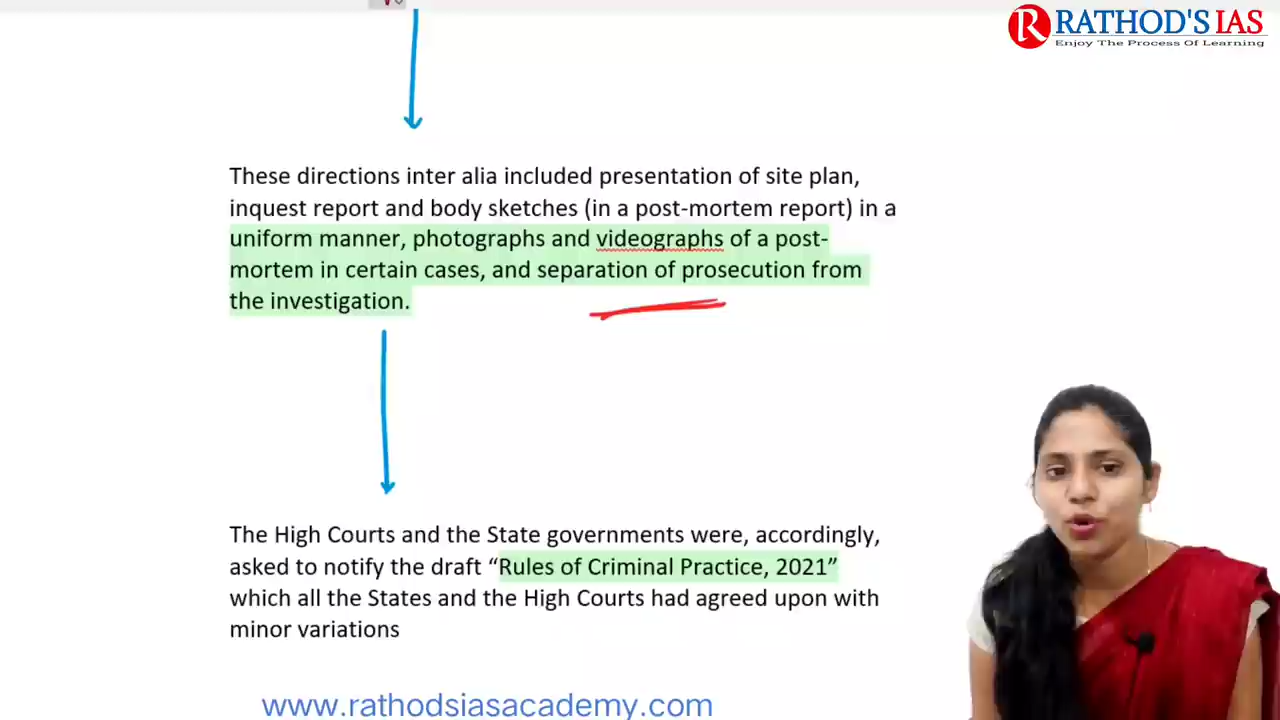 R RATHOD'S IAS
Enjoy The Process Of Learning
These directions inter alia included presentation of site plan,
inquest report and body sketches (in a post-mortem report) in a
uniform manner, photographs and videographs of a post-
mortem in certain cases, and separation of prosecution from
the investigation.
The High Courts and the State governments were, accordingly,
asked to notify the draft “Rules of Criminal Practice, 2021”
which all the States and the High Courts had agreed upon with
minor variations
www.rathodsiasacademy.com